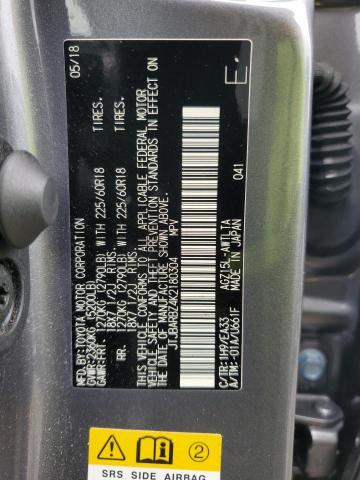 MFD. BY: TOYOTA MOTOR CORPORATION 05/18
GVWR: 2360KG (5200LB)
GAWR: FRT. 1270KG (2790LB) WITH 225/60R18 TIRES.
18X7 1/2J RIMS
RR. 1270KG (2790LB) WITH 225/60R18 TIRES.
18X7 1/2J RIMS
THIS VEHICLE CONFORMS TO ALL APPLICABLE FEDERAL MOTOR
VEHICLE SAFETY AND BUMPER STANDARDS IN EFFECT ON
THE DATE OF MANUFACTURE SHOWN ABOVE.
JTJBARBZ4K2180304 MPV
C/TR: 1H9/EA33 AGZ15L-AWTLTA
A/TM: -01A/U661F MADE IN JAPAN
041
E.
SRS SIDE AIRBAG